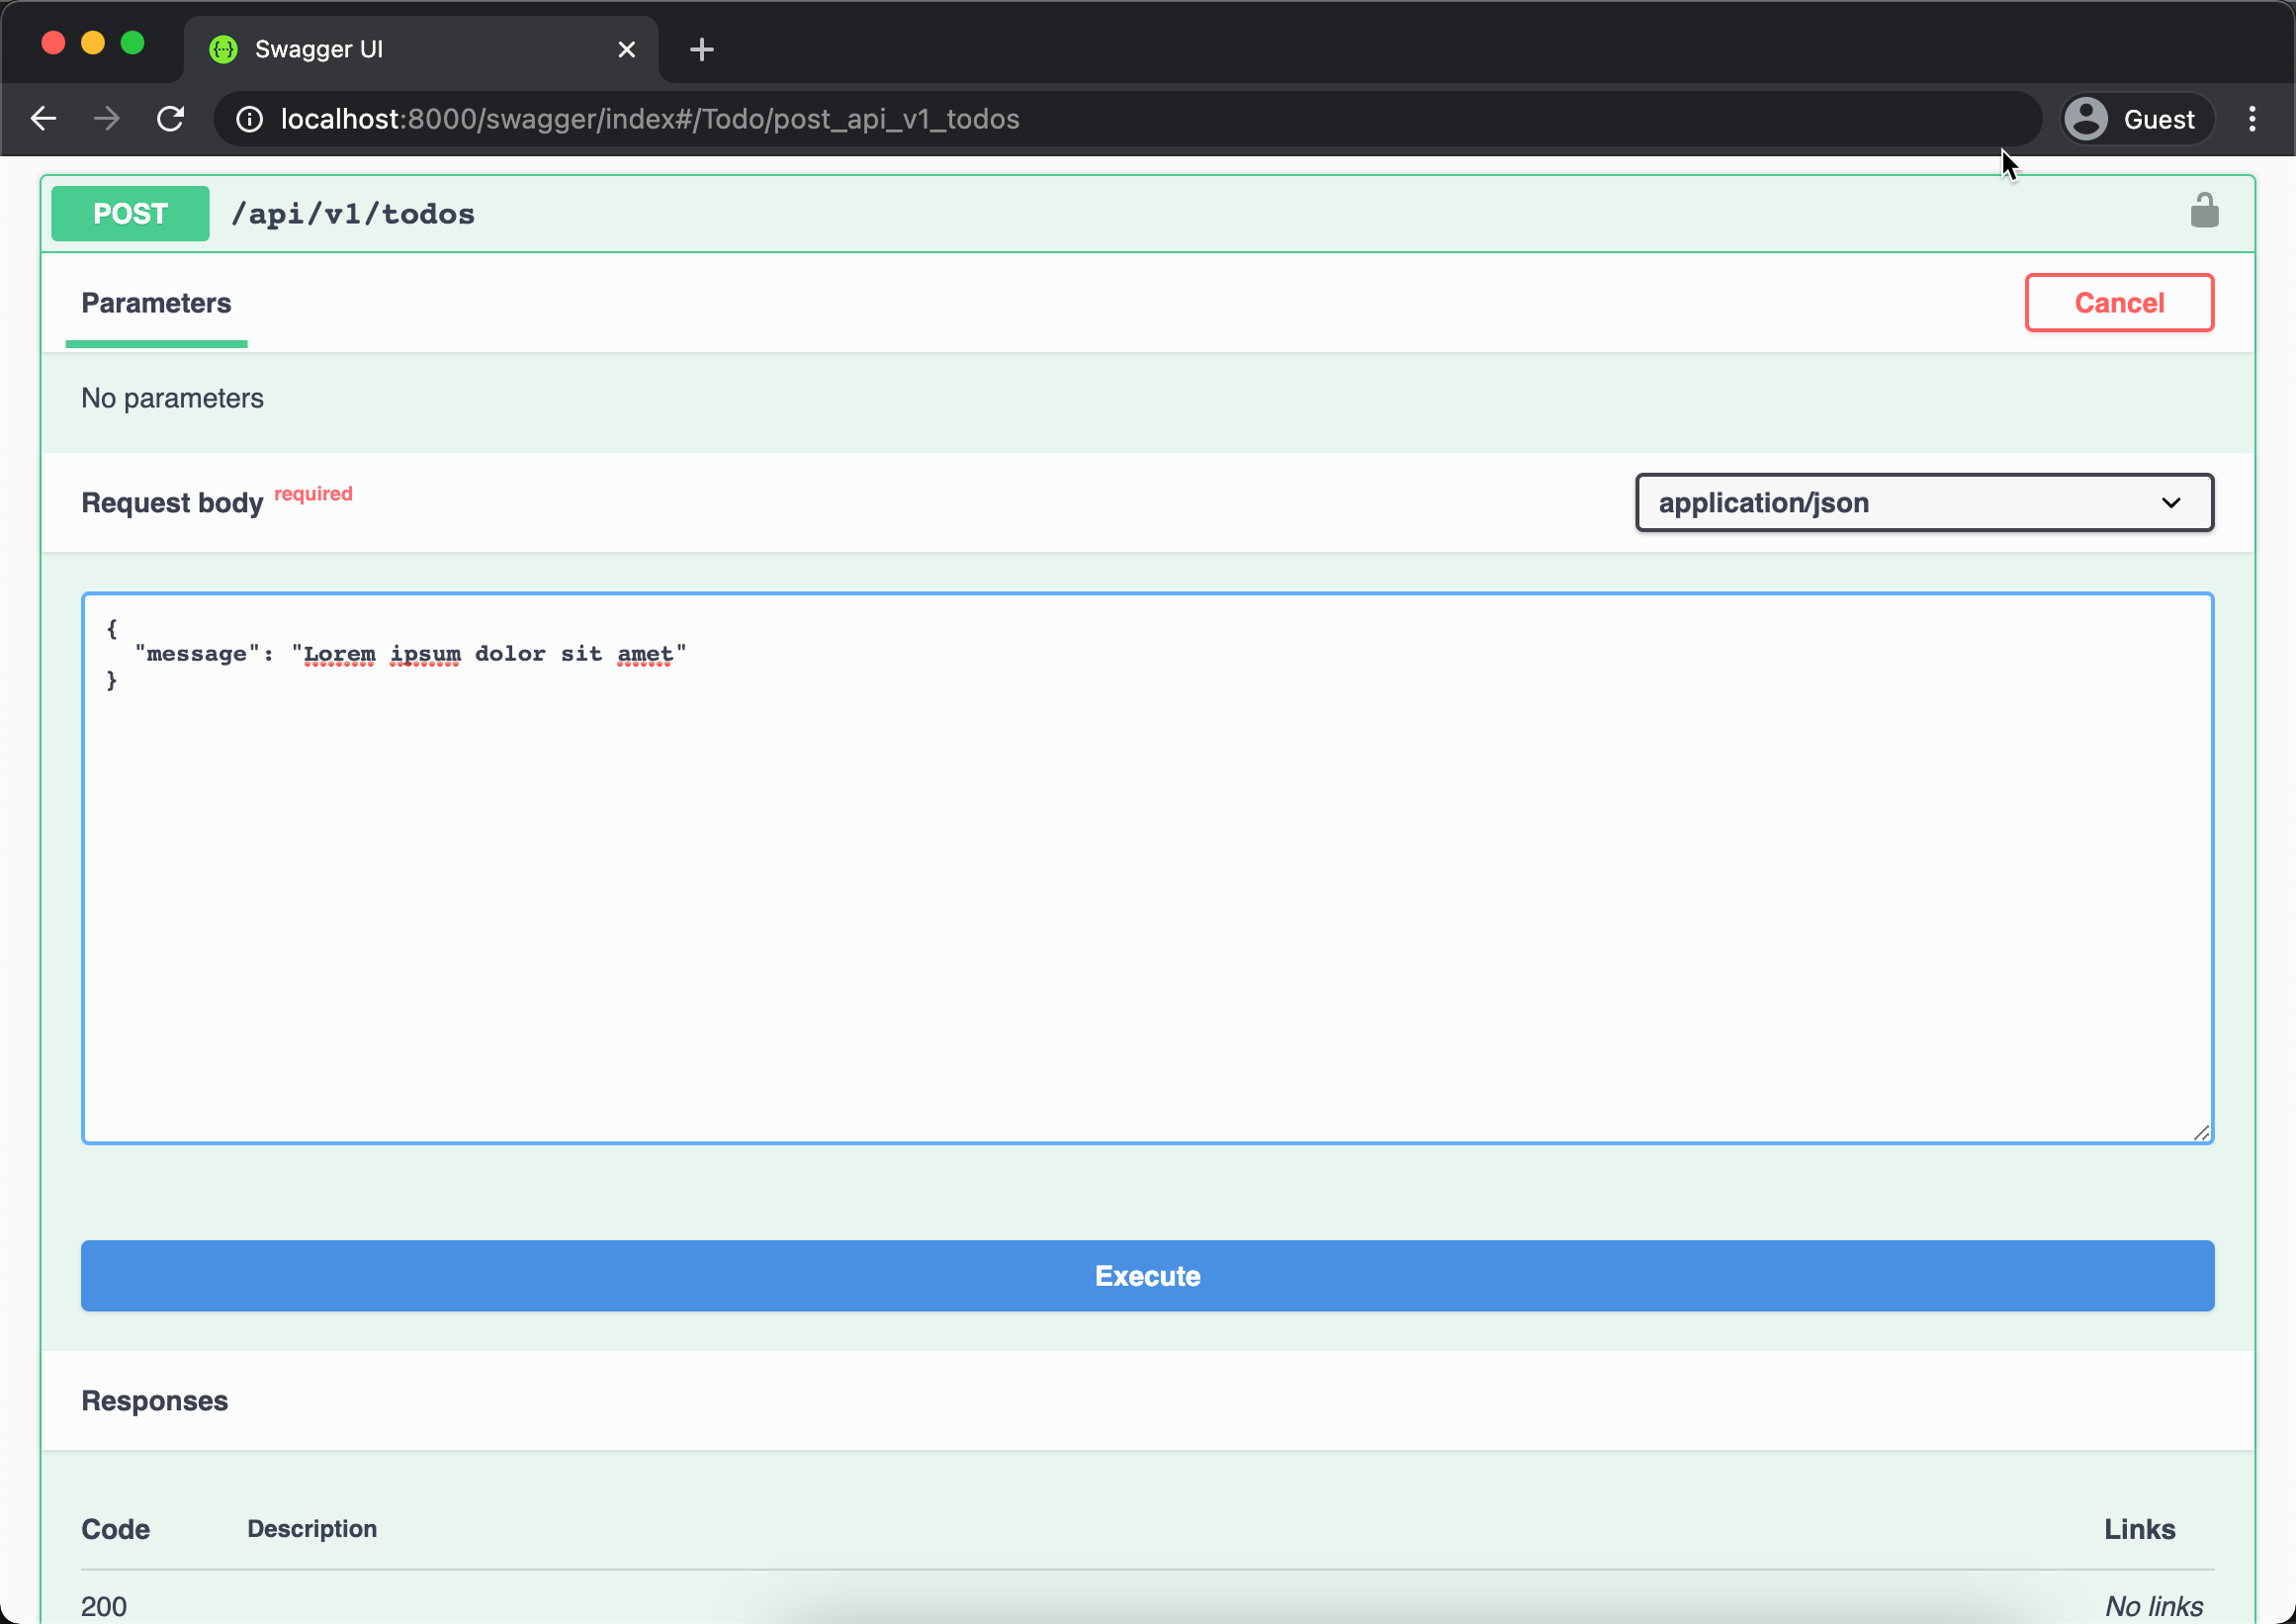 Swagger UI
localhost:8000/swagger/index#/Todo/post_api_v1_todos
Guest
POST /api/v1/todos
Parameters
Cancel
No parameters
Request body required
application/json
{
"message": "Lorem ipsum dolor sit amet"
}
Execute
Responses
Code Description Links
200 No links